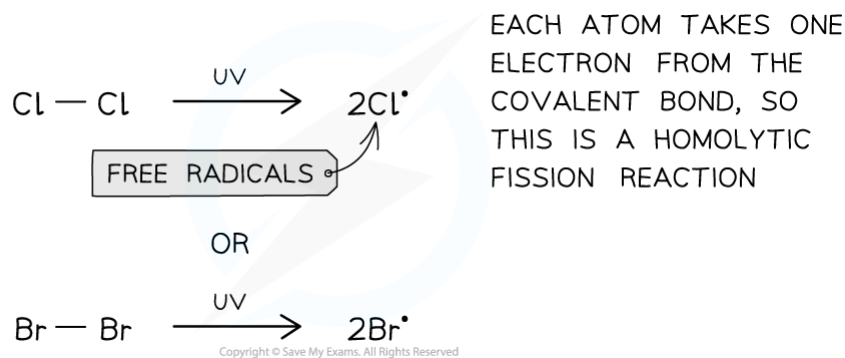 Cl — Cl UV 2Cl•
FREE RADICALS
OR
Br — Br UV 2Br•
EACH ATOM TAKES ONE
ELECTRON FROM THE
COVALENT BOND, SO
THIS IS A HOMOLYTIC
FISSION REACTION
Copyright © Save My Exams. All Rights Reserved